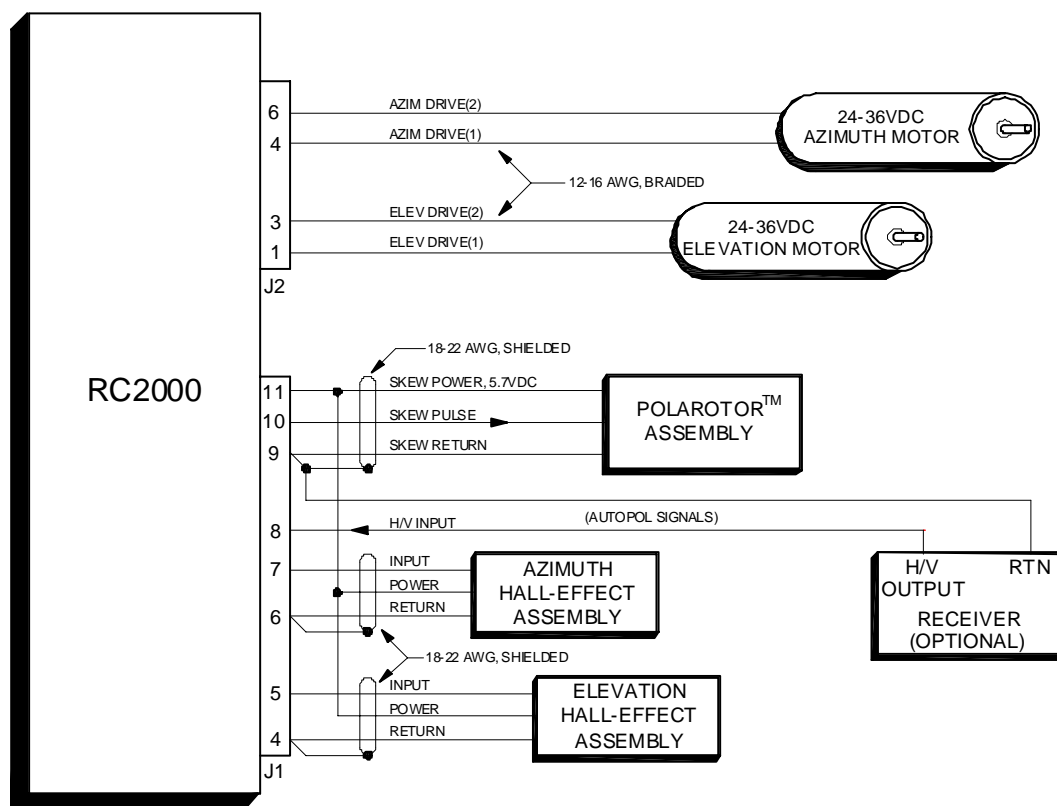 RC2000
6
AZIM DRIVE(2)
4
AZIM DRIVE(1)
24-36VDC
AZIMUTH MOTOR
12-16 AWG, BRAIDED
3
ELEV DRIVE(2)
1
ELEV DRIVE(1)
24-36VDC
ELEVATION MOTOR
J2
18-22 AWG, SHIELDED
11
SKEW POWER, 5.7VDC
10
SKEW PULSE
9
SKEW RETURN
POLAROTOR™
ASSEMBLY
8
H/V INPUT
(AUTOPOL SIGNALS)
7
INPUT
POWER
6
RETURN
AZIMUTH
HALL-EFFECT
ASSEMBLY
H/V
OUTPUT
RTN
RECEIVER
(OPTIONAL)
18-22 AWG, SHIELDED
5
INPUT
POWER
4
RETURN
ELEVATION
HALL-EFFECT
ASSEMBLY
J1